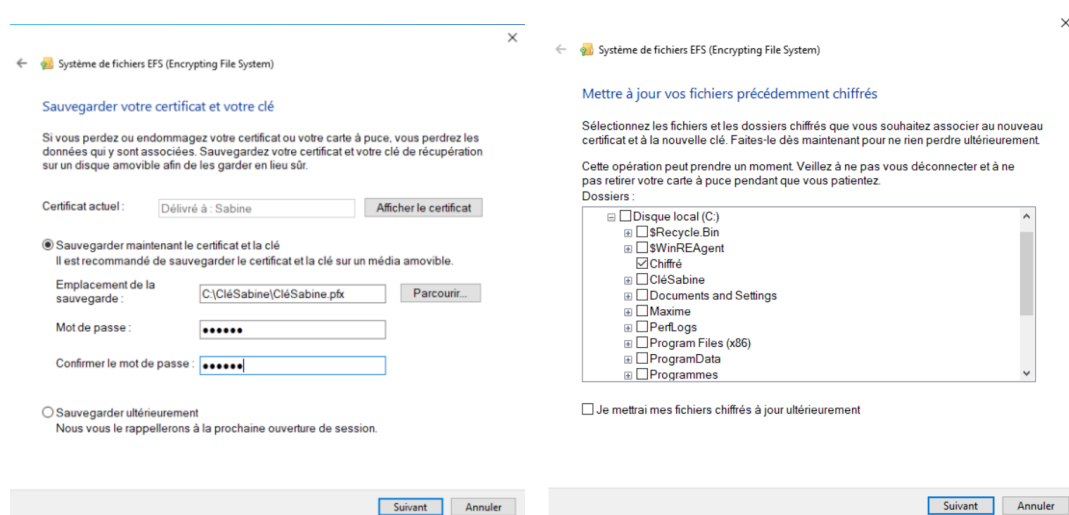 Système de fichiers EFS (Encrypting File System)
Sauvegarder votre certificat et votre clé
Si vous perdez ou endommagez votre certificat ou votre carte à puce, vous perdrez les
données qui y sont associées. Sauvegardez votre certificat et votre clé de récupération
sur un disque amovible afin de les garder en lieu sûr.
Certificat actuel :
Délivré à : Sabine
Afficher le certificat
Sauvegarder maintenant le certificat et la clé
Il est recommandé de sauvegarder le certificat et la clé sur un média amovible.
Emplacement de la
sauvegarde :
C:\CléSabine\CléSabine.pfx
Parcourir...
Mot de passe :
••••••
Confirmer le mot de passe :
••••••
Sauvegarder ultérieurement
Nous vous le rappellerons à la prochaine ouverture de session.
Suivant
Annuler
Système de fichiers EFS (Encrypting File System)
Mettre à jour vos fichiers précédemment chiffrés
Sélectionnez les fichiers et les dossiers chiffrés que vous souhaitez associer au nouveau
certificat et à la nouvelle clé. Faites-le dès maintenant pour ne rien perdre ultérieurement.
Cette opération peut prendre un moment. Veillez à ne pas vous déconnecter et à ne
pas retirer votre carte à puce pendant que vous patientez.
Dossiers :
Disque local (C:)
$Recycle.Bin
$WinREAgent
Chiffré
CléSabine
Documents and Settings
Maxime
PerfLogs
Program Files (x86)
ProgramData
Programmes
Je mettrai mes fichiers chiffrés à jour ultérieurement
Suivant
Annuler